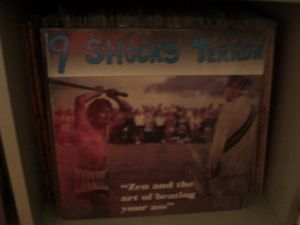 9 SHOCKS TERROR
"Zen and the
art of beating
your ass"